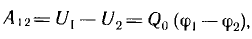 A₁₂ = U₁ − U₂ = Q₀ (φ₁ − φ₂),